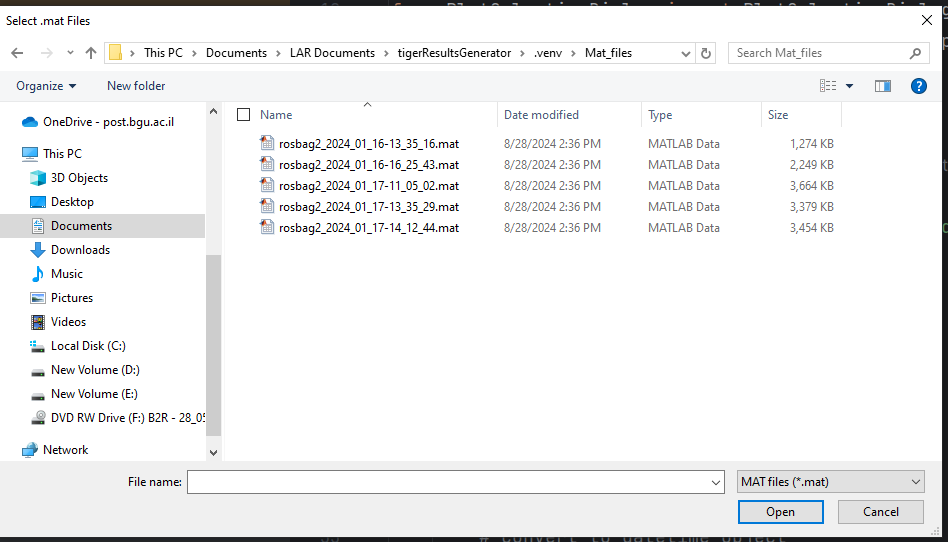 Select .mat Files
This PC > Documents > LAR Documents > tigerResultsGenerator > .venv > Mat_files
Search Mat_files
Organize
New folder
OneDrive - post.bgu.ac.il
This PC
3D Objects
Desktop
Documents
Downloads
Music
Pictures
Videos
Local Disk (C:)
New Volume (D:)
New Volume (E:)
DVD RW Drive (F:) B2R - 28_05
Network
Name Date modified Type Size
rosbag2_2024_01_16-13_35_16.mat 8/28/2024 2:36 PM MATLAB Data 1,274 KB
rosbag2_2024_01_16-16_25_43.mat 8/28/2024 2:36 PM MATLAB Data 2,249 KB
rosbag2_2024_01_17-11_05_02.mat 8/28/2024 2:36 PM MATLAB Data 3,664 KB
rosbag2_2024_01_17-13_35_29.mat 8/28/2024 2:36 PM MATLAB Data 3,379 KB
rosbag2_2024_01_17-14_12_44.mat 8/28/2024 2:36 PM MATLAB Data 3,454 KB
File name:
MAT files (*.mat)
Open
Cancel